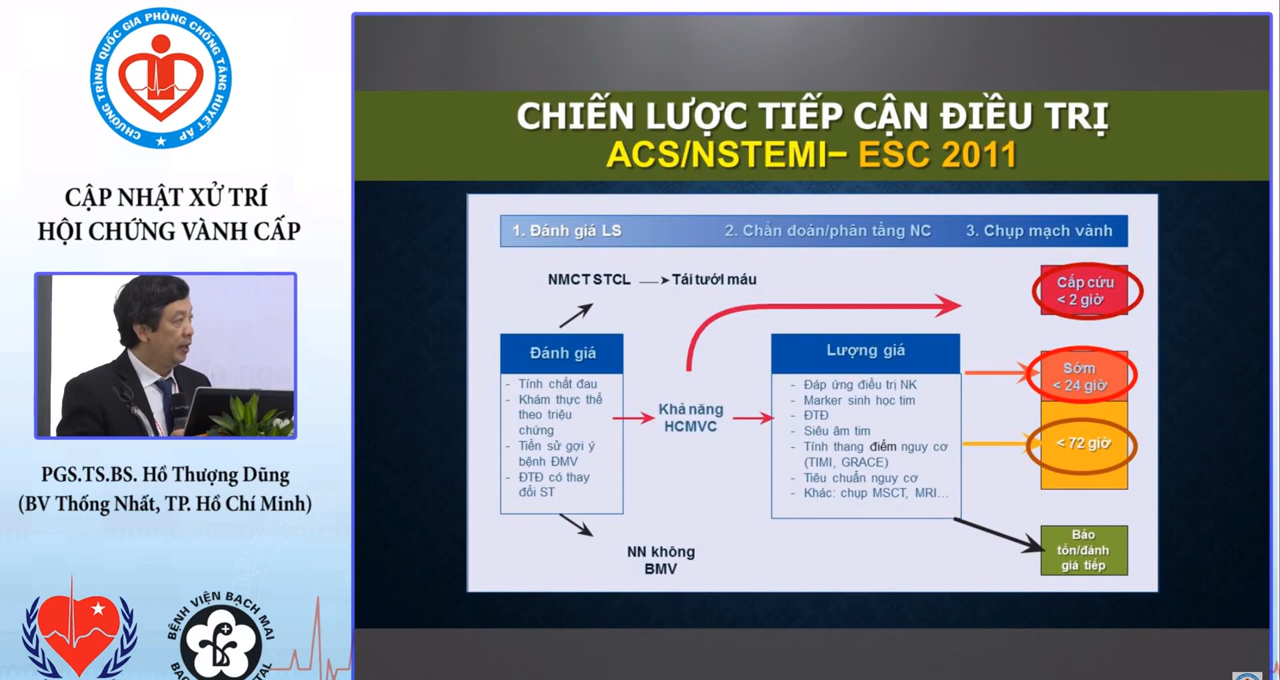 CHƯƠNG TRÌNH QUỐC GIA PHÒNG CHỐNG TĂNG HUYẾT ÁP
CẬP NHẬT XỬ TRÍ
HỘI CHỨNG VÀNH CẤP
PGS.TS.BS. Hồ Thượng Dũng
(BV Thống Nhất, TP. Hồ Chí Minh)
BỆNH VIỆN BẠCH MAI
CHIẾN LƯỢC TIẾP CẬN ĐIỀU TRỊ
ACS/NSTEMI– ESC 2011
1. Đánh giá LS
2. Chẩn đoán/phân tầng NC
3. Chụp mạch vành
NMCT STCL
Tái tưới máu
Đánh giá
- Tính chất đau
- Khám thực thể
theo triệu
chứng
- Tiền sử gợi ý
bệnh ĐMV
- ĐTĐ có thay
đổi ST
Khả năng
HCMVC
NN không
BMV
Lượng giá
- Đáp ứng điều trị NK
- Marker sinh học tim
- ĐTĐ
- Siêu âm tim
- Tính thang điểm nguy cơ
(TIMI, GRACE)
- Tiêu chuẩn nguy cơ
- Khác: chụp MSCT, MRI...
Cấp cứu
< 2 giờ
Sớm
< 24 giờ
< 72 giờ
Bảo
tồn/đánh
giá tiếp